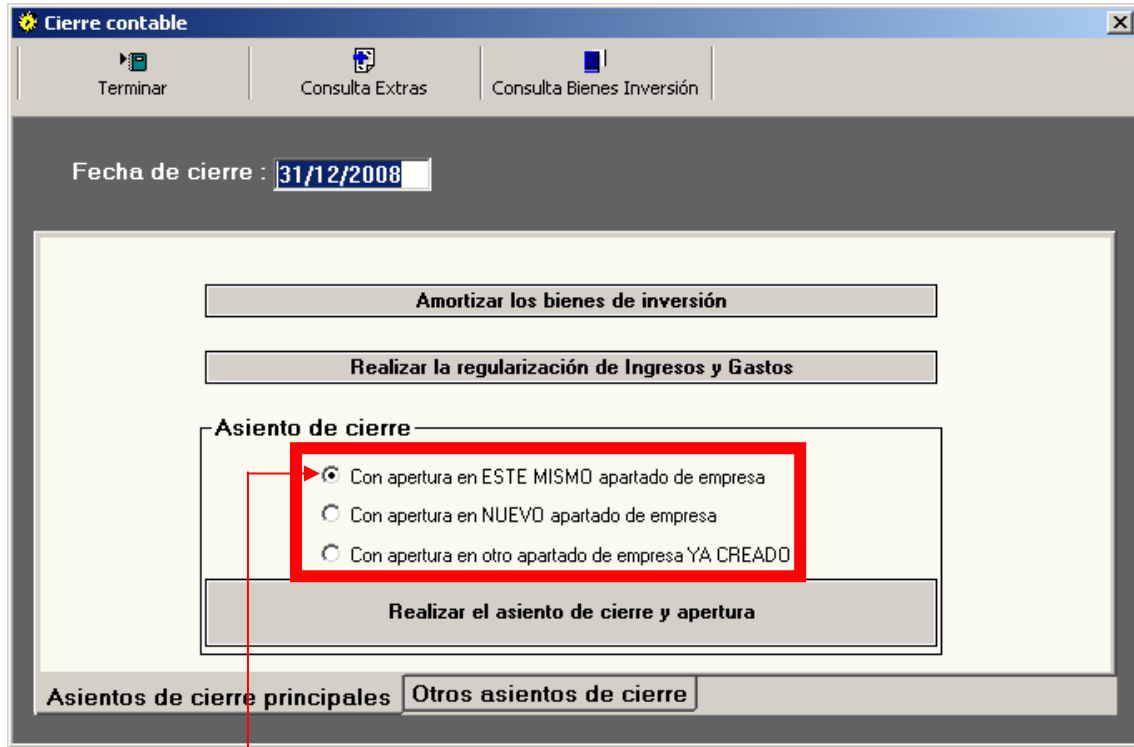 Cierre contable
Terminar
Consulta Extras
Consulta Bienes Inversión
Fecha de cierre : 31/12/2008
Amortizar los bienes de inversión
Realizar la regularización de Ingresos y Gastos
Asiento de cierre
Con apertura en ESTE MISMO apartado de empresa
Con apertura en NUEVO apartado de empresa
Con apertura en otro apartado de empresa YA CREADO
Realizar el asiento de cierre y apertura
Asientos de cierre principales
Otros asientos de cierre